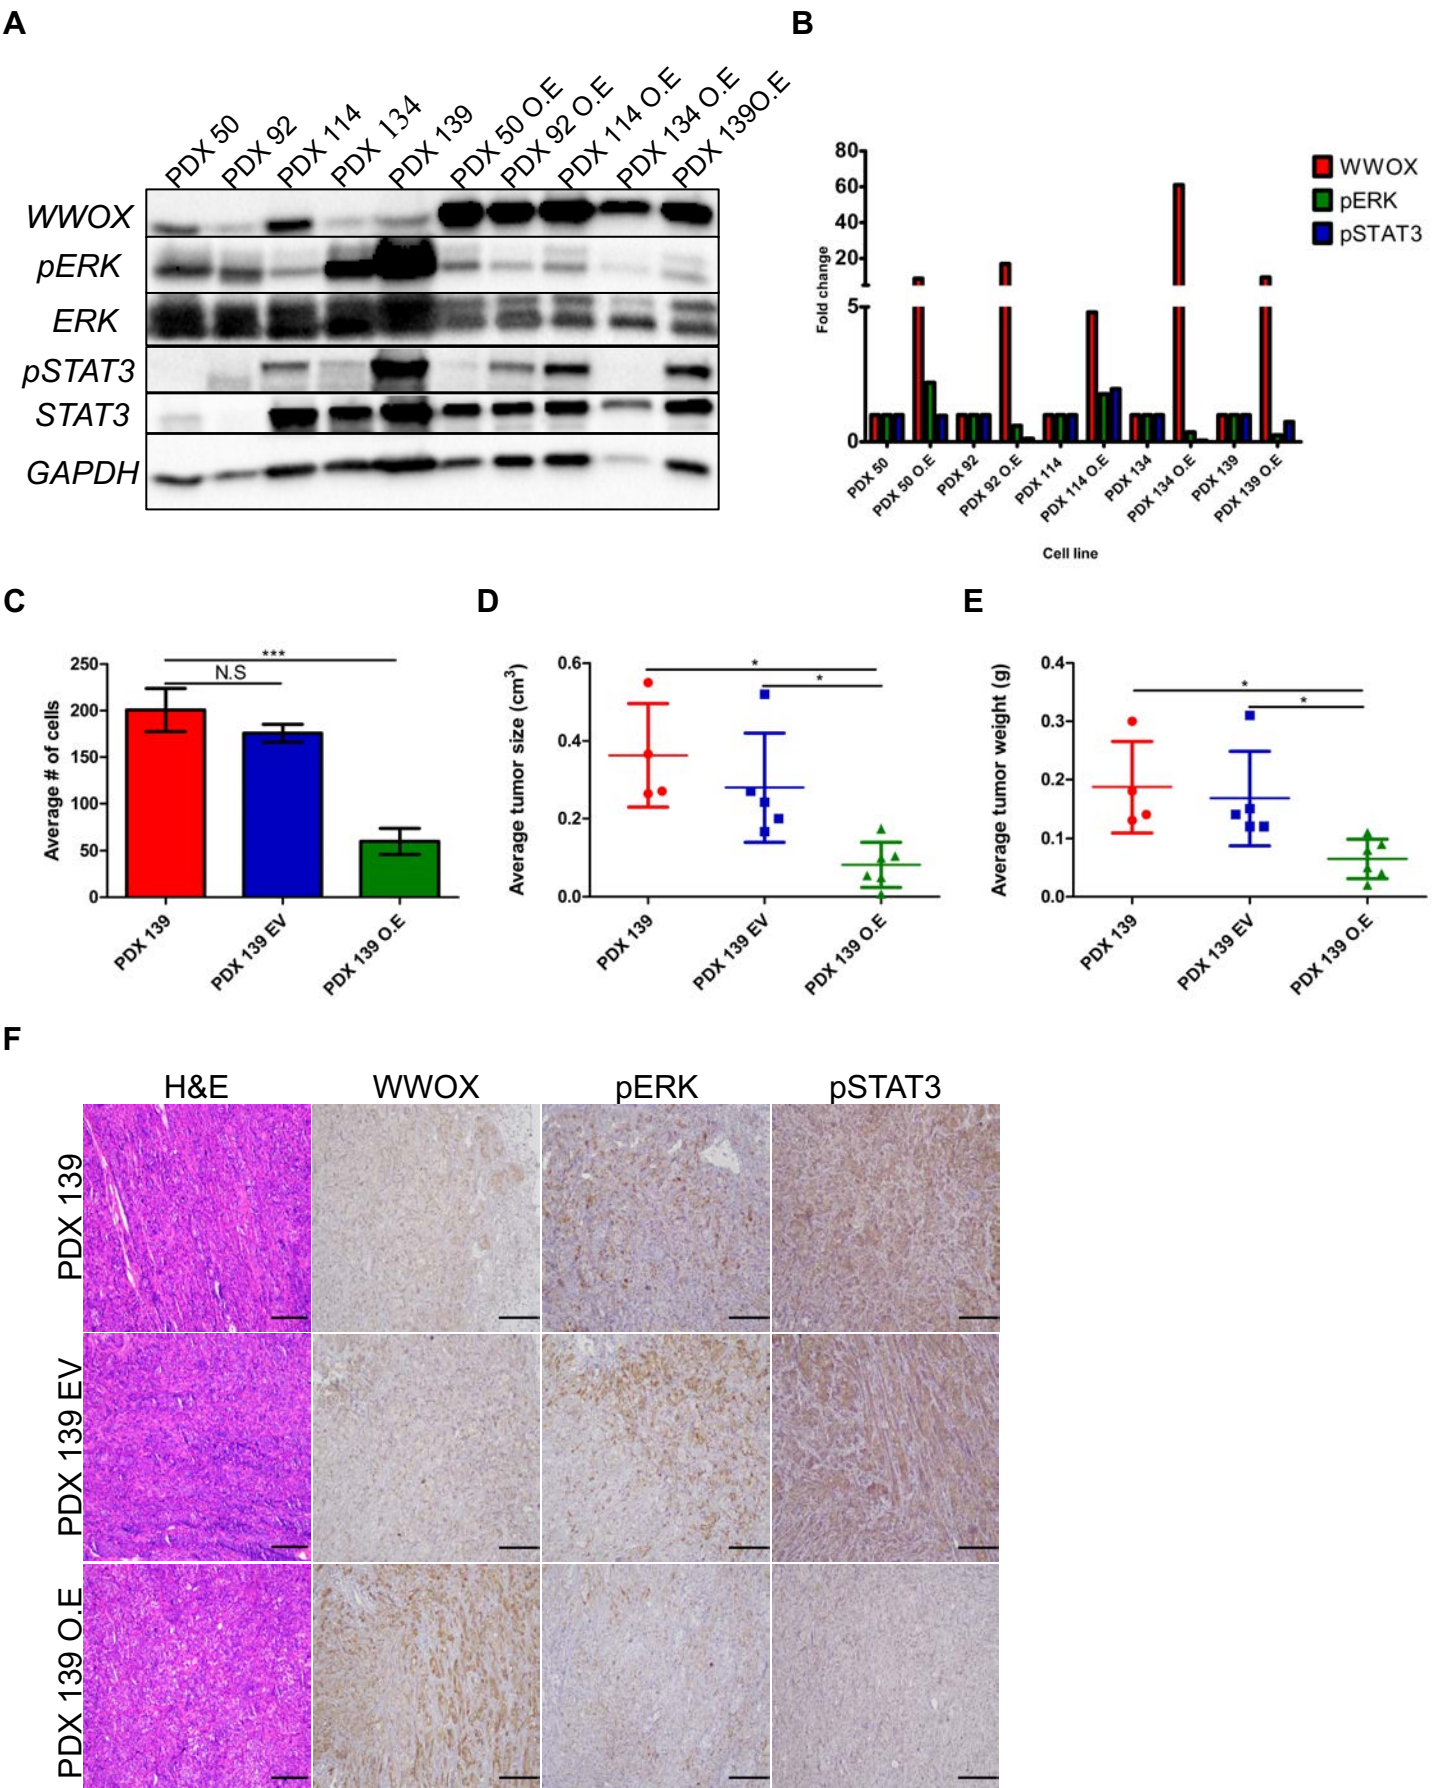 A
PDX 50
PDX 92
PDX 114
PDX 134
PDX 139
PDX 50 O.E
PDX 92 O.E
PDX 114 O.E
PDX 134 O.E
PDX 139O.E
WWOX
pERK
ERK
pSTAT3
STAT3
GAPDH
B
Fold change
80
60
40
20
5
0
WWOX
pERK
pSTAT3
PDX 50
PDX 50 O.E
PDX 92
PDX 92 O.E
PDX 114
PDX 114 O.E
PDX 134
PDX 134 O.E
PDX 139
PDX 139 O.E
Cell line
C
Average # of cells
250
200
150
100
50
0
***
N.S
PDX 139
PDX 139 EV
PDX 139 O.E
D
Average tumor size (cm³)
0.6
0.4
0.2
0.0
*
*
PDX 139
PDX 139 EV
PDX 139 O.E
E
Average tumor weight (g)
0.4
0.3
0.2
0.1
0.0
*
*
PDX 139
PDX 139 EV
PDX 139 O.E
F
H&E WWOX pERK pSTAT3
PDX 139
PDX 139 EV
PDX 139 O.E